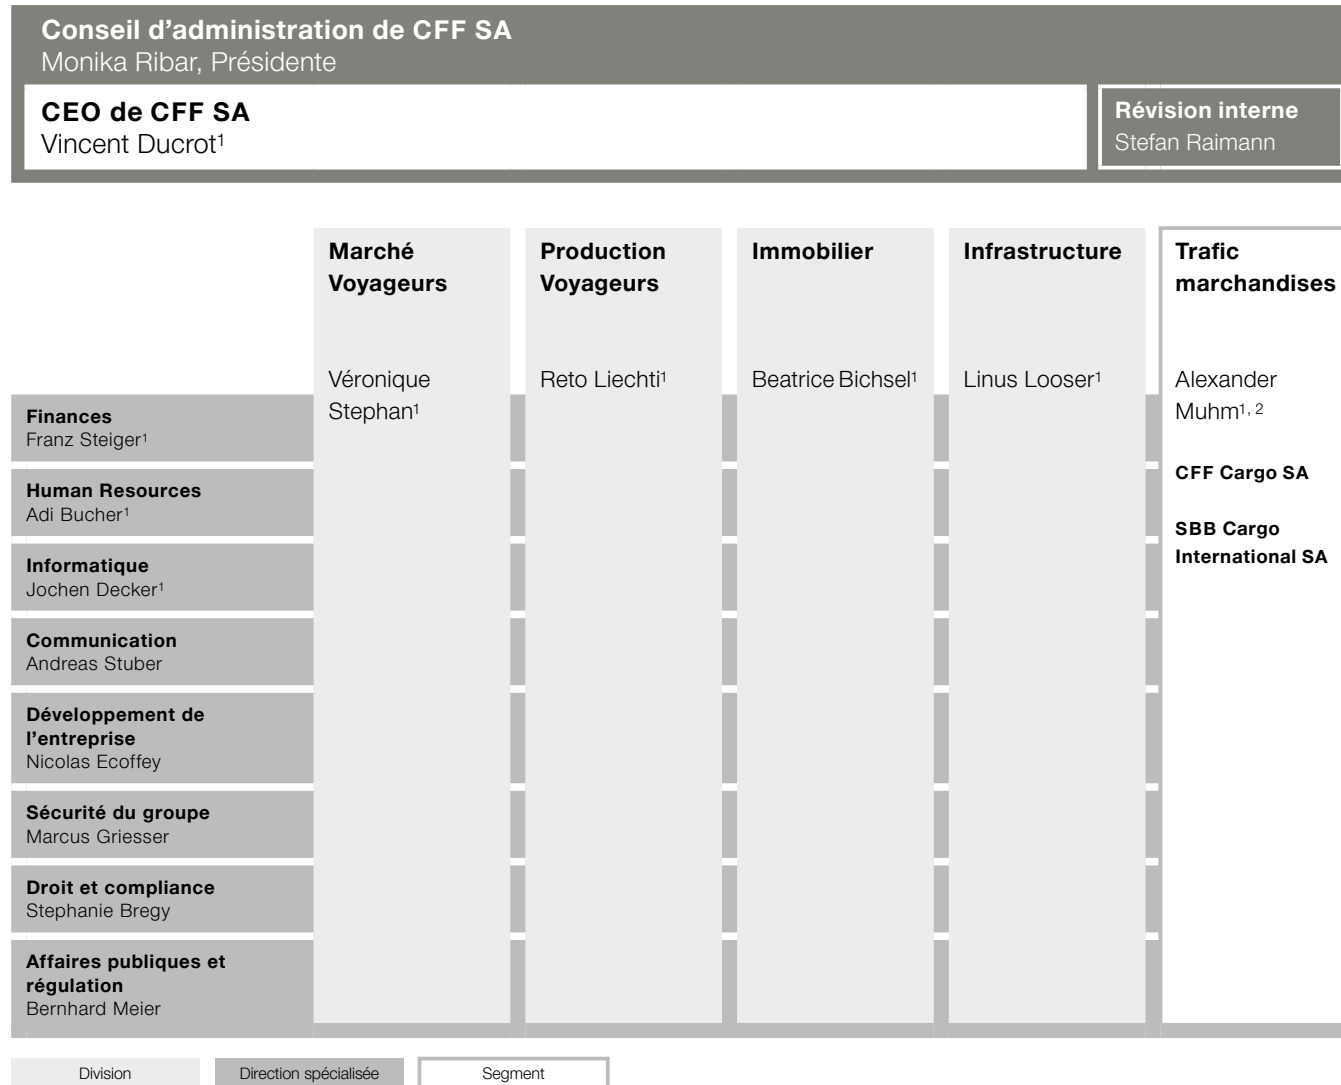 Conseil d’administration de CFF SA
Monika Ribar, Présidente
CEO de CFF SA
Vincent Ducrot¹
Révision interne
Stefan Raimann
Marché
Voyageurs
Véronique
Stephan¹
Production
Voyageurs
Reto Liechti¹
Immobilier
Beatrice Bichsel¹
Infrastructure
Linus Looser¹
Trafic
marchandises
Alexander
Muhm¹, ²
CFF Cargo SA
SBB Cargo
International SA
Finances
Franz Steiger¹
Human Resources
Adi Bucher¹
Informatique
Jochen Decker¹
Communication
Andreas Stuber
Développement de
l’entreprise
Nicolas Ecoffey
Sécurité du groupe
Marcus Griesser
Droit et compliance
Stephanie Bregy
Affaires publiques et
régulation
Bernhard Meier
Division
Direction spécialisée
Segment